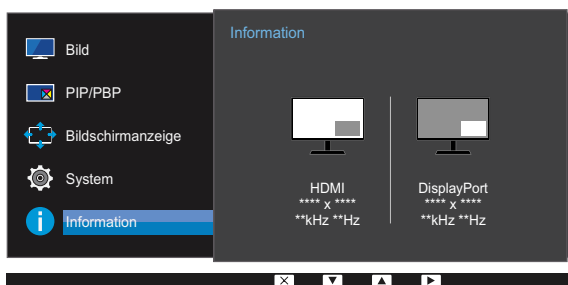 Information
Bild
PIP/PBP
Bildschirmanzeige
System
Information
HDMI
**** x ****
**kHz **Hz
DisplayPort
**** x ****
**kHz **Hz